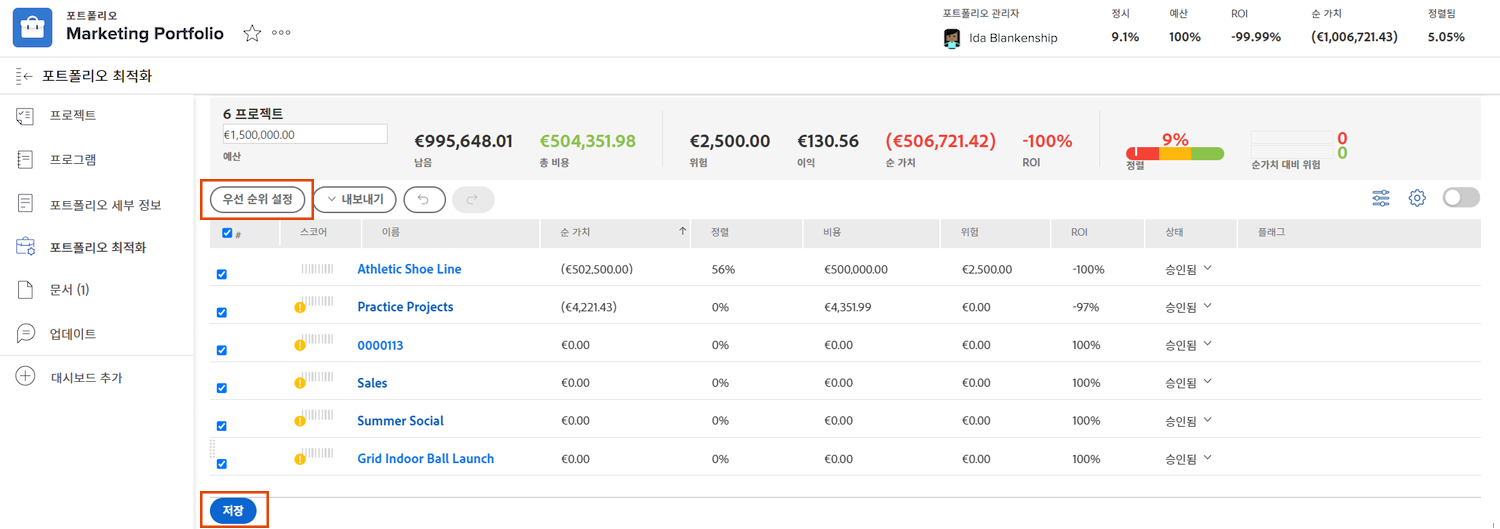 포트폴리오
Marketing Portfolio
포트폴리오 관리자
Ida Blankenship
정시
9.1%
예산
100%
ROI
-99.99%
순 가치
(€1,006,721.43)
정렬됨
5.05%
포트폴리오 최적화
프로젝트
프로그램
포트폴리오 세부 정보
포트폴리오 최적화
문서 (1)
업데이트
대시보드 추가
6 프로젝트
€1,500,000.00
예산
€995,648.01
남음
€504,351.98
총 비용
€2,500.00
위험
€130.56
이익
(€506,721.42)
순 가치
-100%
ROI
9%
정렬
0
0
순가치 대비 위험
우선 순위 설정
내보내기
# 스코어 이름 순 가치 정렬 비용 위험 ROI 상태 플래그
Athletic Shoe Line (€502,500.00) 56% €500,000.00 €2,500.00 -100% 승인됨
Practice Projects (€4,221.43) 0% €4,351.99 €0.00 -97% 승인됨
0000113 €0.00 0% €0.00 €0.00 100% 승인됨
Sales €0.00 0% €0.00 €0.00 100% 승인됨
Summer Social €0.00 0% €0.00 €0.00 100% 승인됨
Grid Indoor Ball Launch €0.00 0% €0.00 €0.00 100% 승인됨
저장